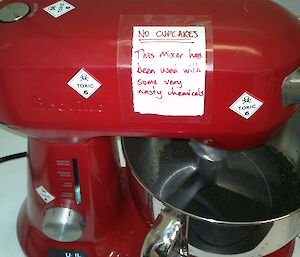 NO CUPCAKES
This Mixer has
been used with
some very
nasty chemicals
TOXIC
6
TOXIC
6